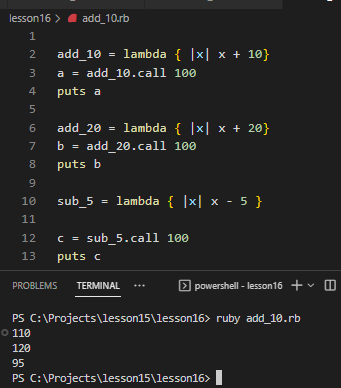 lesson16 > add_10.rb
1
2 add_10 = lambda { |x| x + 10}
3 a = add_10.call 100
4 puts a
5
6 add_20 = lambda { |x| x + 20}
7 b = add_20.call 100
8 puts b
9
10 sub_5 = lambda { |x| x - 5 }
11
12 c = sub_5.call 100
13 puts c
PROBLEMS TERMINAL ··· powershell - lesson16
PS C:\Projects\lesson15\lesson16> ruby add_10.rb
110
120
95
PS C:\Projects\lesson15\lesson16>